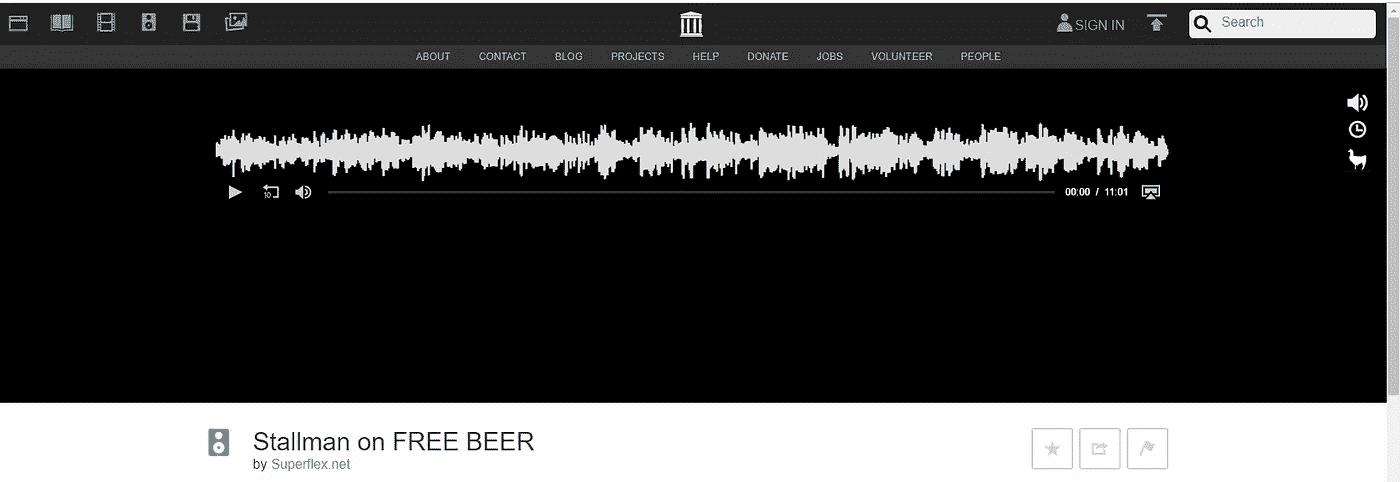 SIGN IN
Search
ABOUT CONTACT BLOG PROJECTS HELP DONATE JOBS VOLUNTEER PEOPLE
10
00:00 / 11:01
Stallman on FREE BEER
by Superflex.net